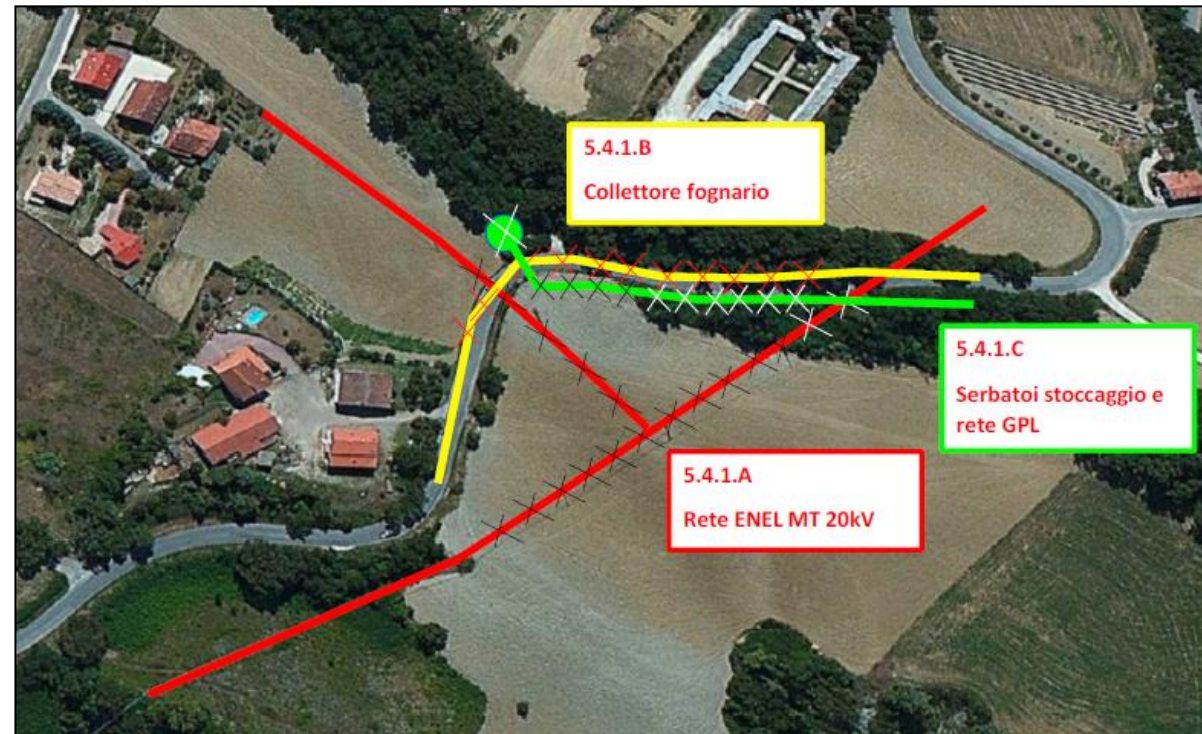 5.4.1.B
Collettore fognario
5.4.1.C
Serbatoi stoccaggio e
rete GPL
5.4.1.A
Rete ENEL MT 20kV